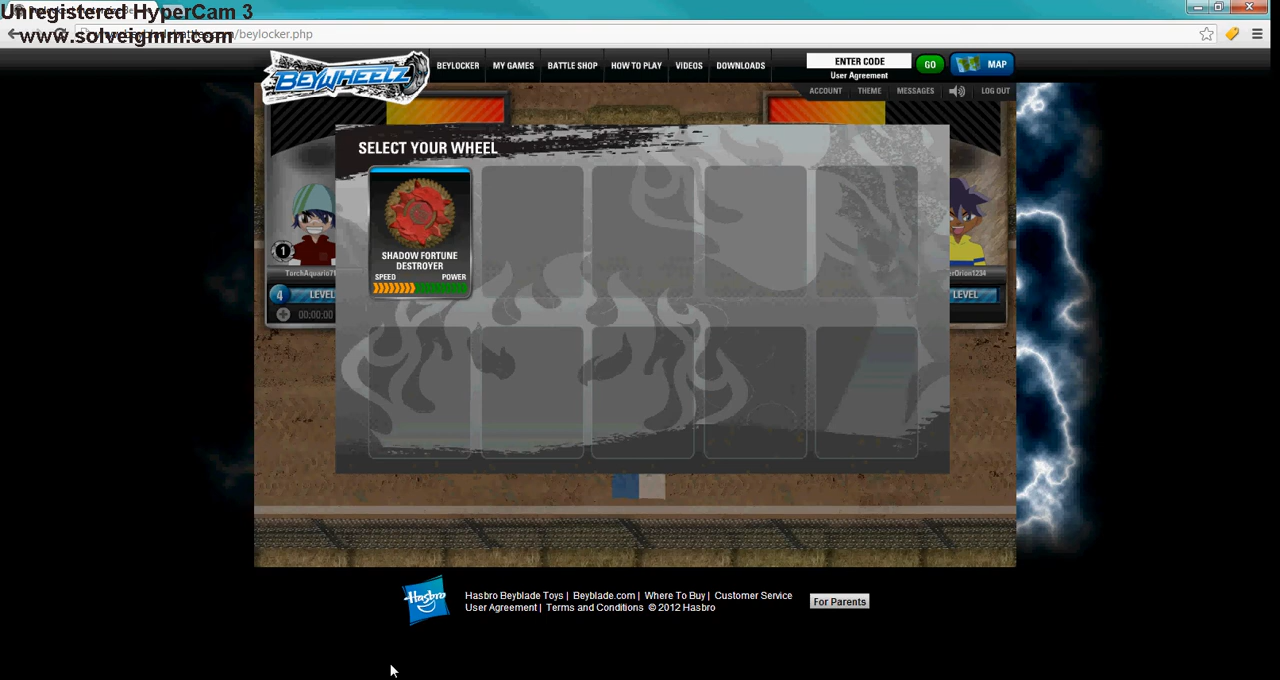 Unregistered HyperCam 3
www.solveigmm.com
beybladebattles.com/beylocker.php
BEYWHEELZ
BEYLOCKER MY GAMES BATTLE SHOP HOW TO PLAY VIDEOS DOWNLOADS
ENTER CODE GO MAP
User Agreement
ACCOUNT THEME MESSAGES LOG OUT
SELECT YOUR WHEEL
SHADOW FORTUNE
DESTROYER
SPEED POWER
1
4 LEVEL
00:00:00
LEVEL
Hasbro
Hasbro Beyblade Toys | Beyblade.com | Where To Buy | Customer Service
User Agreement | Terms and Conditions © 2012 Hasbro
For Parents